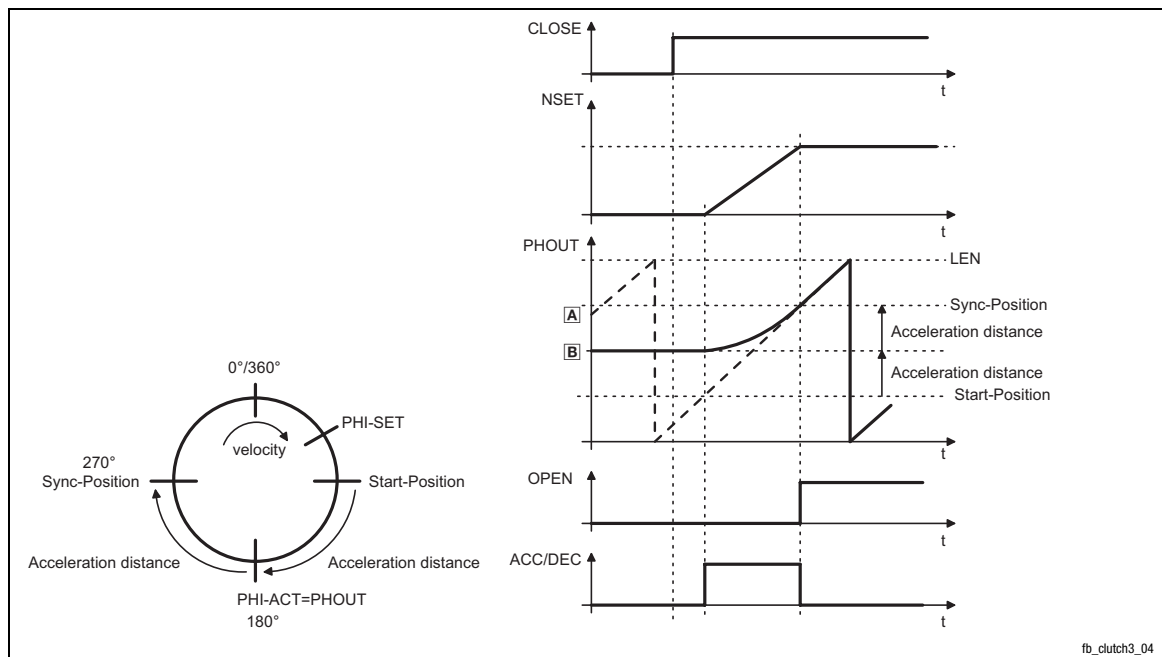 0°/360°
PHI-SET
velocity
270°
Sync-Position
Start-Position
Acceleration distance
Acceleration distance
PHI-ACT=PHOUT
180°
CLOSE
t
NSET
t
PHOUT
LEN
A
Sync-Position
Acceleration distance
B
Acceleration distance
Start-Position
t
OPEN
t
ACC/DEC
t
fb_clutch3_04